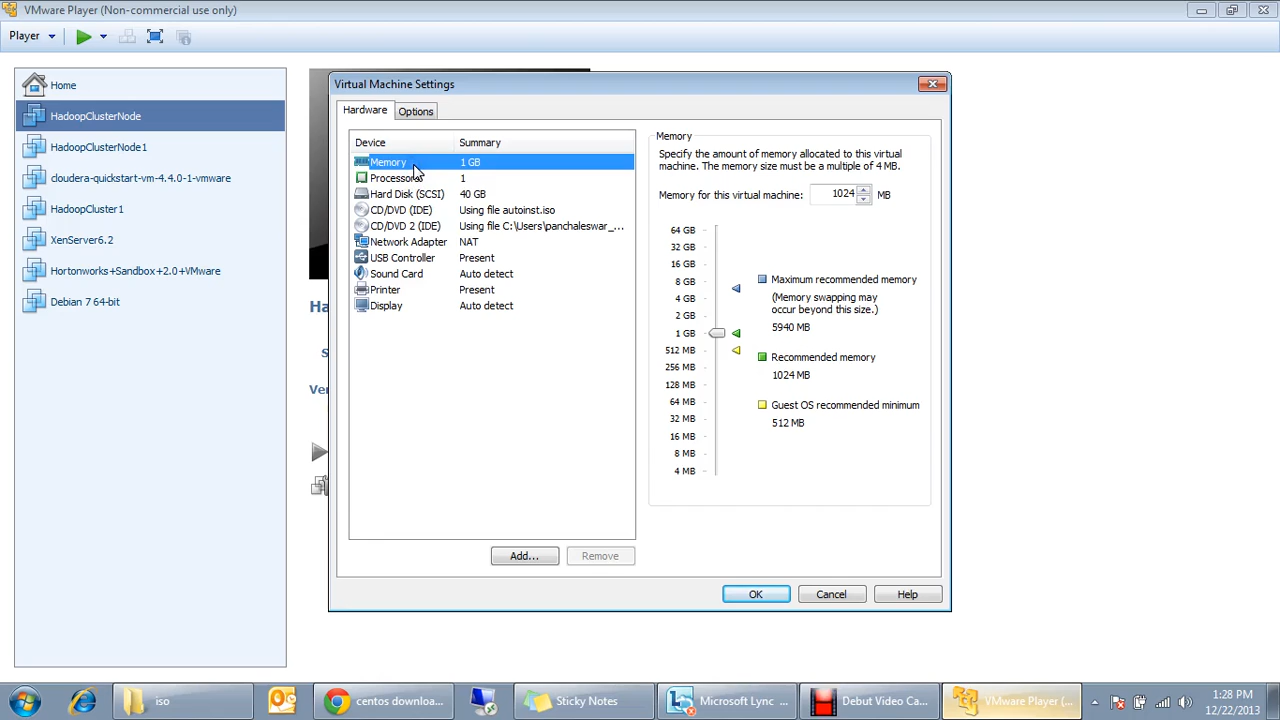 VMware Player (Non-commercial use only)
Player
Home
HadoopClusterNode
HadoopClusterNode1
cloudera-quickstart-vm-4.4.0-1-vmware
HadoopCluster1
XenServer6.2
Hortonworks+Sandbox+2.0+VMware
Debian 7 64-bit
Virtual Machine Settings
Hardware
Options
Device
Summary
Memory
1 GB
Processors
1
Hard Disk (SCSI)
40 GB
CD/DVD (IDE)
Using file autoinst.iso
CD/DVD 2 (IDE)
Using file C:\Users\panchaleswar_...
Network Adapter
NAT
USB Controller
Present
Sound Card
Auto detect
Printer
Present
Display
Auto detect
Add...
Remove
Memory
Specify the amount of memory allocated to this virtual
machine. The memory size must be a multiple of 4 MB.
Memory for this virtual machine:
1024
MB
64 GB
32 GB
16 GB
8 GB
4 GB
2 GB
1 GB
512 MB
256 MB
128 MB
64 MB
32 MB
16 MB
8 MB
4 MB
Maximum recommended memory
(Memory swapping may
occur beyond this size.)
5940 MB
Recommended memory
1024 MB
Guest OS recommended minimum
512 MB
OK
Cancel
Help
Ha
S
Ver
iso
centos downloa...
Sticky Notes
Microsoft Lync ...
Debut Video Ca...
VMware Player (...
1:28 PM
12/22/2013